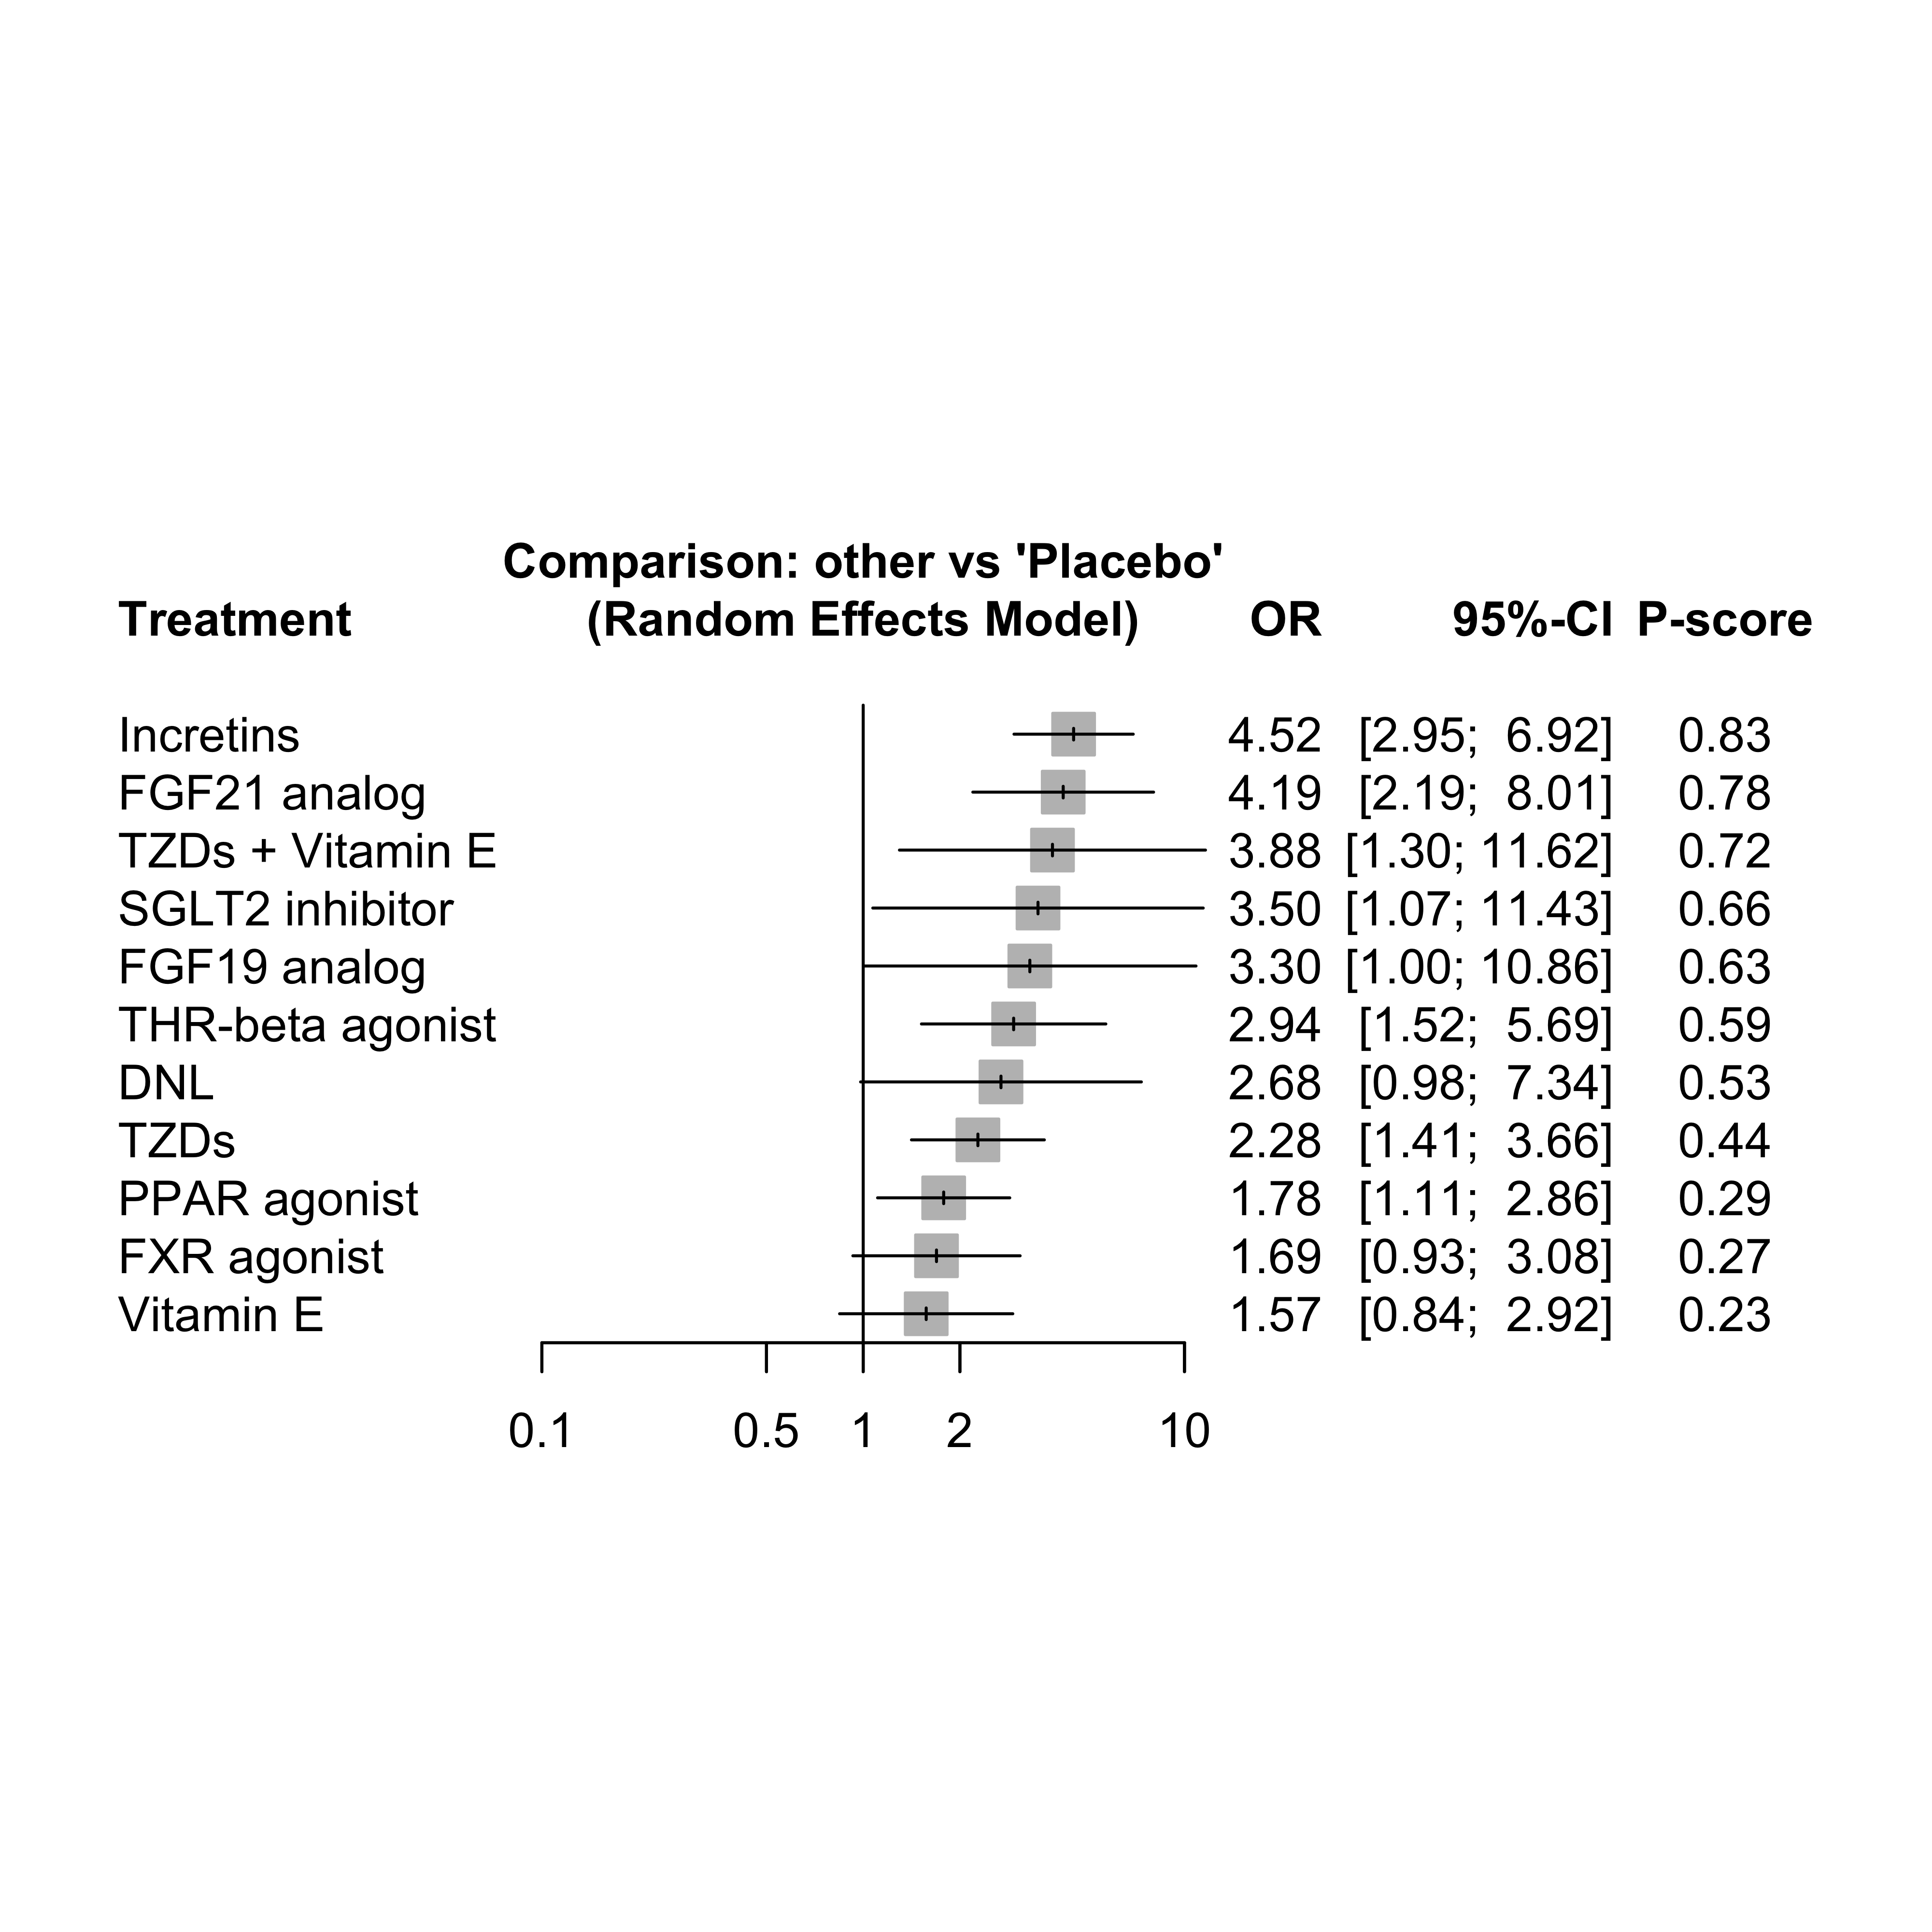 Comparison: other vs 'Placebo'
Treatment (Random Effects Model) OR 95%-CI P-score
Incretins 4.52 [2.95; 6.92] 0.83
FGF21 analog 4.19 [2.19; 8.01] 0.78
TZDs + Vitamin E 3.88 [1.30; 11.62] 0.72
SGLT2 inhibitor 3.50 [1.07; 11.43] 0.66
FGF19 analog 3.30 [1.00; 10.86] 0.63
THR-beta agonist 2.94 [1.52; 5.69] 0.59
DNL 2.68 [0.98; 7.34] 0.53
TZDs 2.28 [1.41; 3.66] 0.44
PPAR agonist 1.78 [1.11; 2.86] 0.29
FXR agonist 1.69 [0.93; 3.08] 0.27
Vitamin E 1.57 [0.84; 2.92] 0.23
0.1 0.5 1 2 10